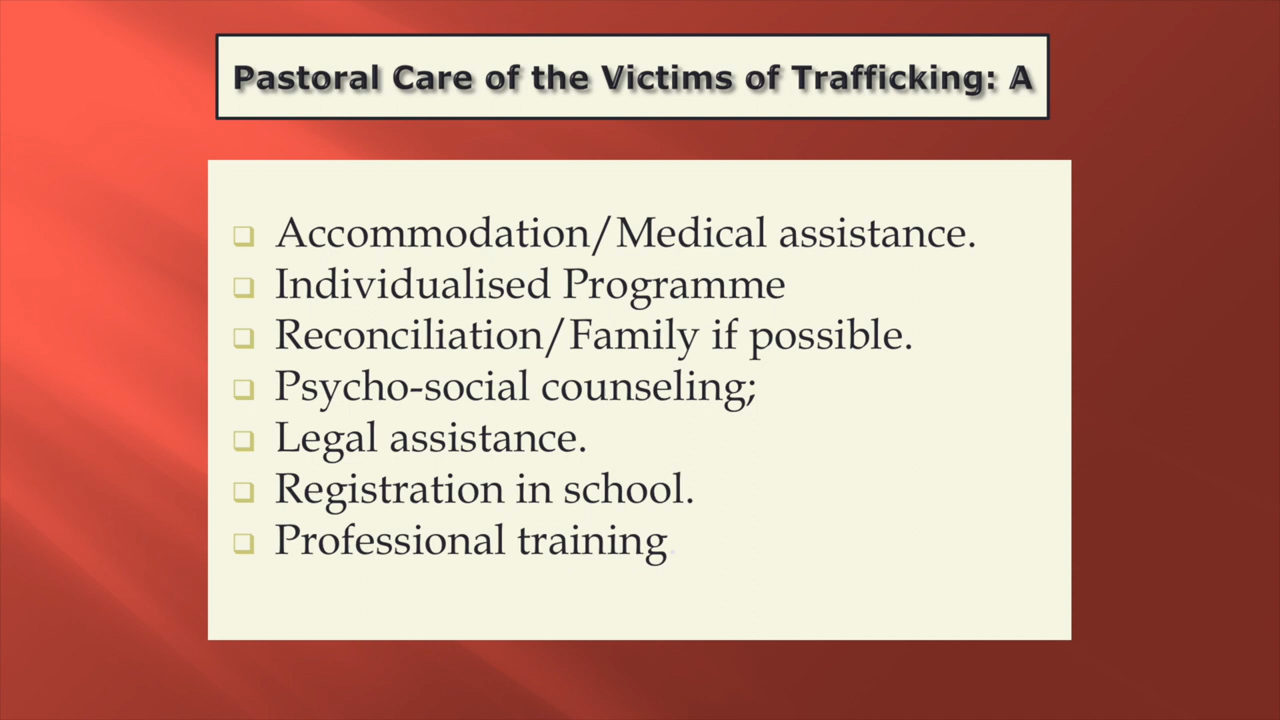 Pastoral Care of the Victims of Trafficking: A
Accommodation/Medical assistance.
Individualised Programme
Reconciliation/Family if possible.
Psycho-social counseling;
Legal assistance.
Registration in school.
Professional training.